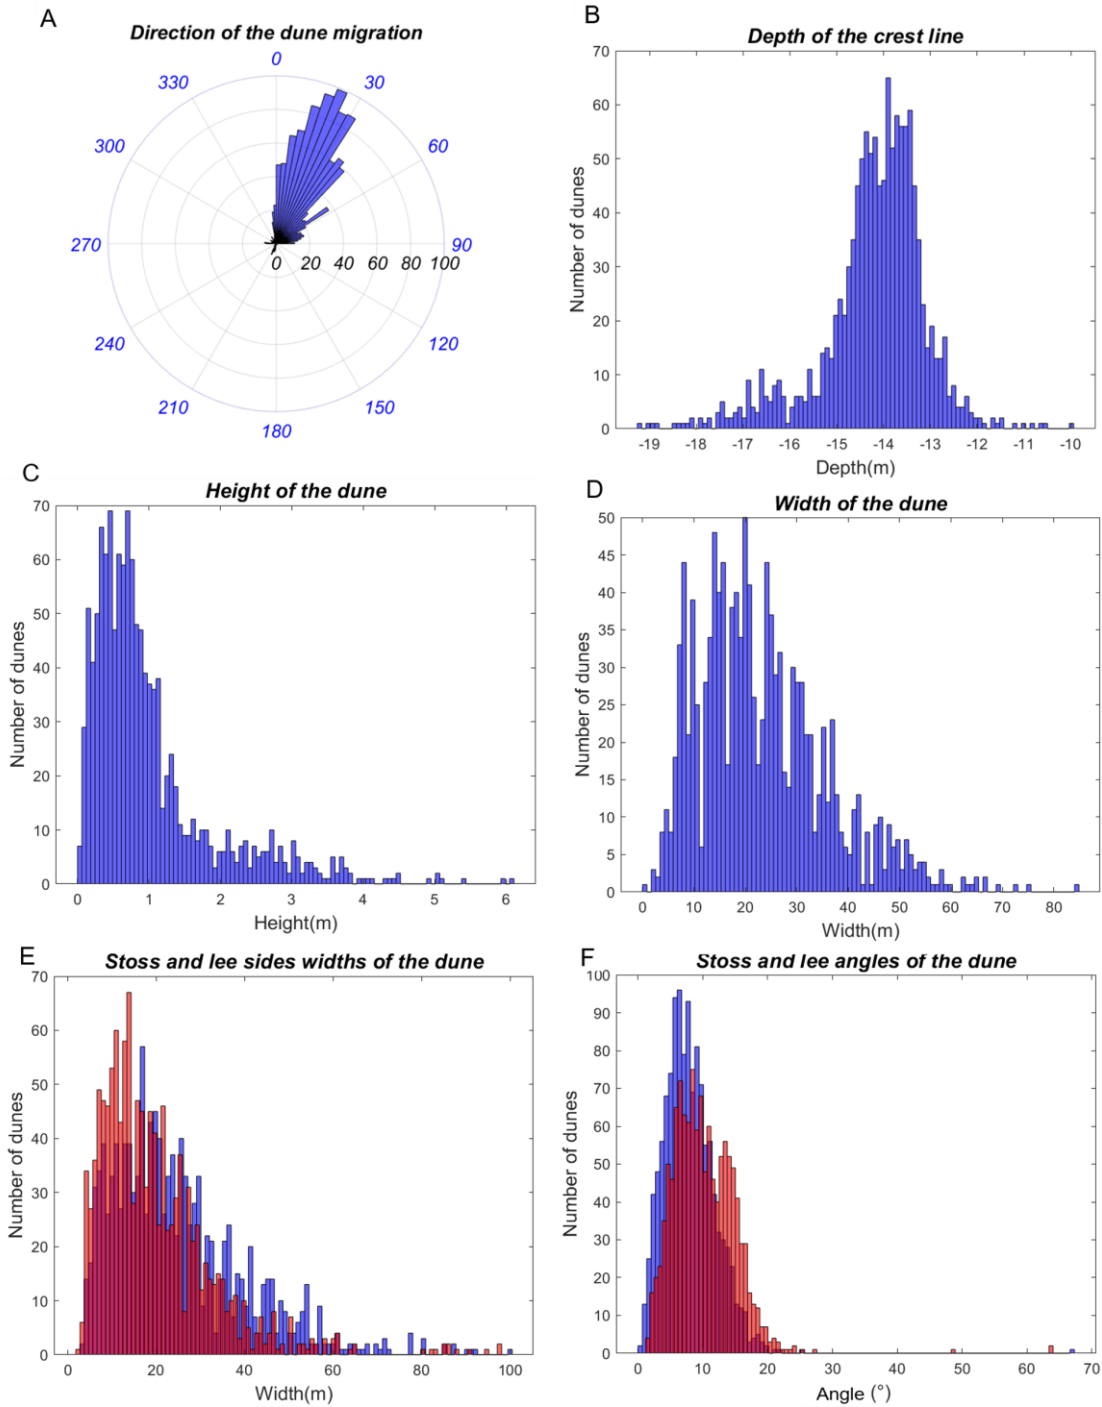 A
Direction of the dune migration
0
330 30
300 60
270 90
0 20 40 60 80 100
240 120
210 150
180
B
Depth of the crest line
70
60
50
40
30
20
10
0
Number of dunes
-19 -18 -17 -16 -15 -14 -13 -12 -11 -10
Depth(m)
C
Height of the dune
70
60
50
40
30
20
10
0
Number of dunes
0 1 2 3 4 5 6
Height(m)
D
Width of the dune
50
45
40
35
30
25
20
15
10
5
0
Number of dunes
0 10 20 30 40 50 60 70 80
Width(m)
E
Stoss and lee sides widths of the dune
70
60
50
40
30
20
10
0
Number of dunes
0 20 40 60 80 100
Width(m)
F
Stoss and lee angles of the dune
100
90
80
70
60
50
40
30
20
10
0
Number of dunes
0 10 20 30 40 50 60 70
Angle (°)